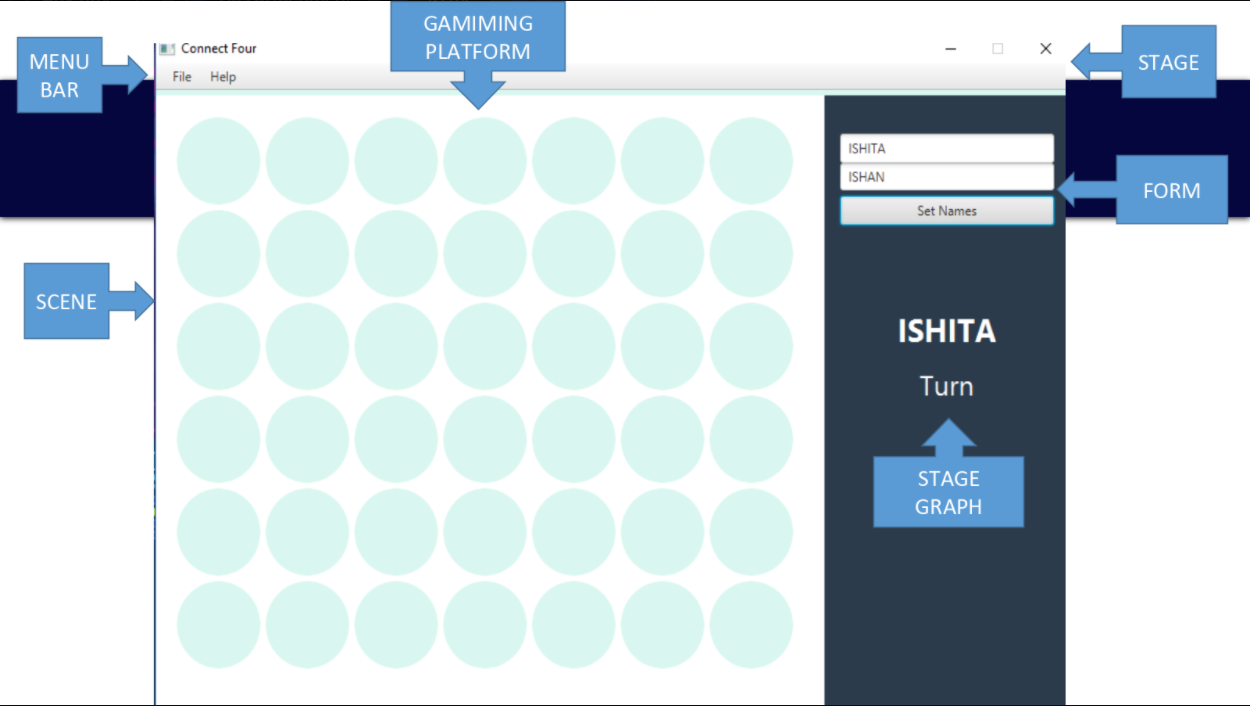 GAMIMING
PLATFORM
MENU
BAR
Connect Four
STAGE
File Help
ISHITA
ISHAN
Set Names
FORM
SCENE
ISHITA
Turn
STAGE
GRAPH